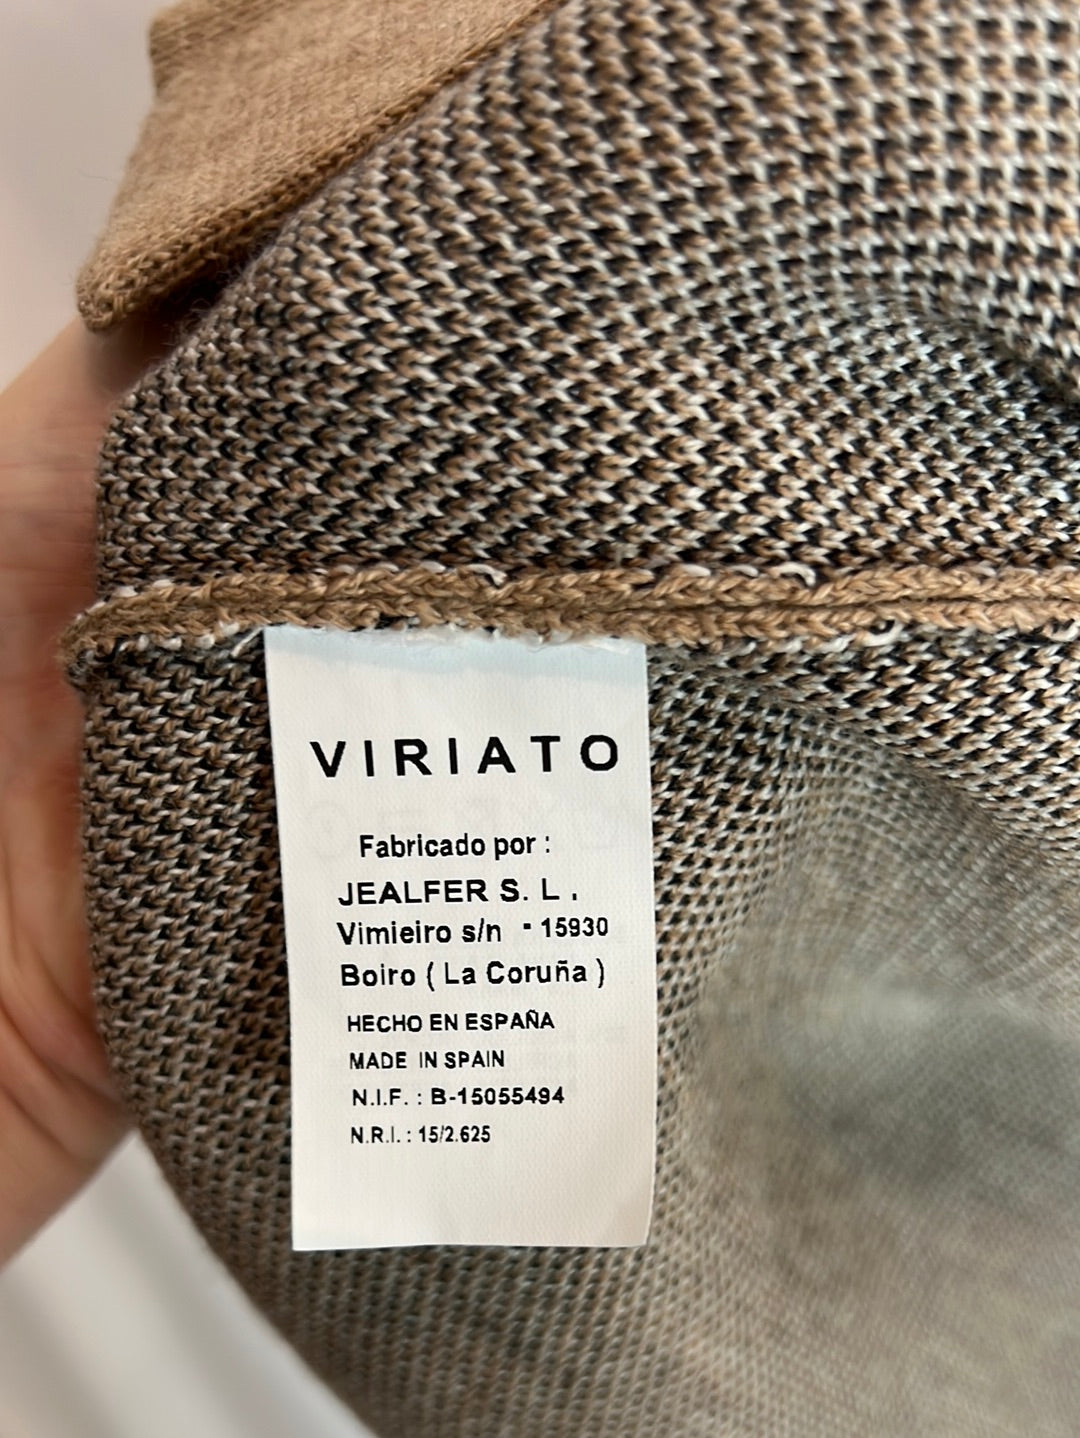 VIRIATO
Fabricado por :
JEALFER S. L .
Vimieiro s/n - 15930
Boiro ( La Coruña )
HECHO EN ESPAÑA
MADE IN SPAIN
N.I.F. : B-15055494
N.R.I. : 15/2.625